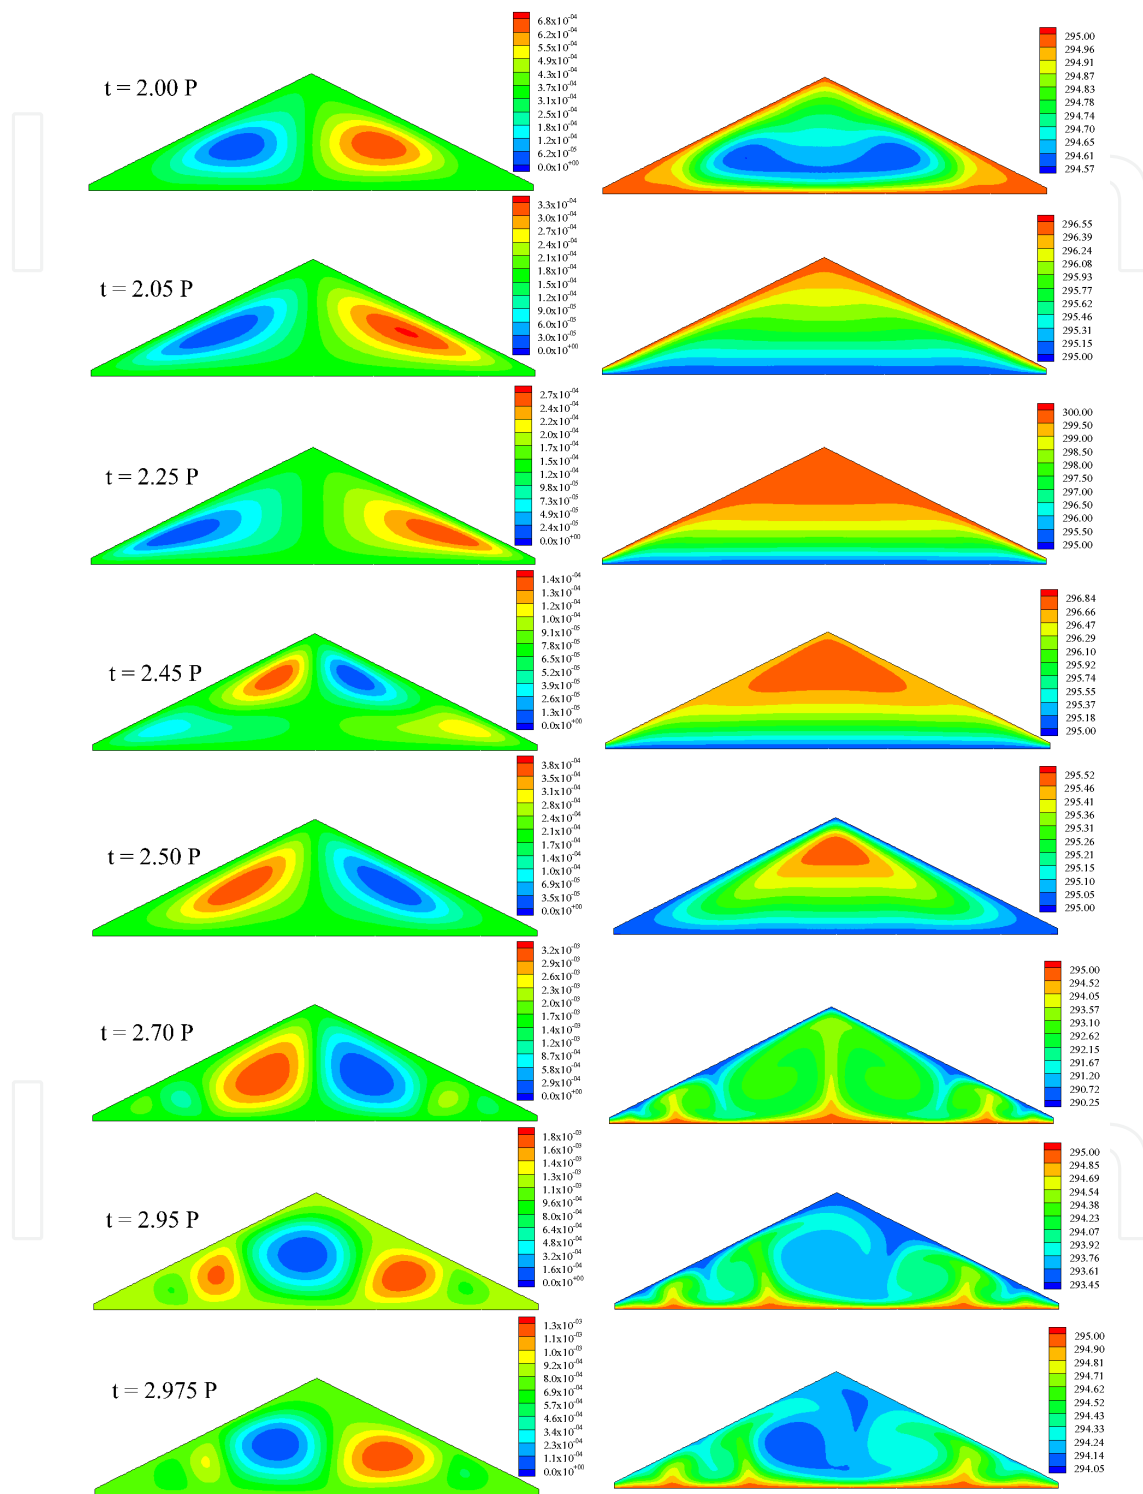 t = 2.00 P
6.8x10⁻⁰⁴
6.2x10⁻⁰⁴
5.5x10⁻⁰⁴
4.9x10⁻⁰⁴
4.3x10⁻⁰⁴
3.7x10⁻⁰⁴
3.1x10⁻⁰⁴
2.5x10⁻⁰⁴
1.8x10⁻⁰⁴
1.2x10⁻⁰⁴
6.2x10⁻⁰⁵
0.0x10⁺⁰⁰
295.00
294.96
294.91
294.87
294.83
294.78
294.74
294.70
294.65
294.61
294.57
t = 2.05 P
3.3x10⁻⁰⁴
3.0x10⁻⁰⁴
2.7x10⁻⁰⁴
2.4x10⁻⁰⁴
2.1x10⁻⁰⁴
1.8x10⁻⁰⁴
1.5x10⁻⁰⁴
1.2x10⁻⁰⁴
9.0x10⁻⁰⁵
6.0x10⁻⁰⁵
3.0x10⁻⁰⁵
0.0x10⁺⁰⁰
296.55
296.39
296.24
296.08
295.93
295.77
295.62
295.46
295.31
295.15
295.00
t = 2.25 P
2.7x10⁻⁰⁴
2.4x10⁻⁰⁴
2.2x10⁻⁰⁴
2.0x10⁻⁰⁴
1.7x10⁻⁰⁴
1.5x10⁻⁰⁴
1.2x10⁻⁰⁴
9.8x10⁻⁰⁵
7.3x10⁻⁰⁵
4.9x10⁻⁰⁵
2.4x10⁻⁰⁵
0.0x10⁺⁰⁰
300.00
299.50
299.00
298.50
298.00
297.50
297.00
296.50
296.00
295.50
295.00
t = 2.45 P
1.4x10⁻⁰⁴
1.3x10⁻⁰⁴
1.2x10⁻⁰⁴
1.0x10⁻⁰⁴
9.1x10⁻⁰⁵
7.8x10⁻⁰⁵
6.5x10⁻⁰⁵
5.2x10⁻⁰⁵
3.9x10⁻⁰⁵
2.6x10⁻⁰⁵
1.3x10⁻⁰⁵
0.0x10⁺⁰⁰
296.84
296.66
296.47
296.29
296.10
295.92
295.74
295.55
295.37
295.18
295.00
t = 2.50 P
3.8x10⁻⁰⁴
3.5x10⁻⁰⁴
3.1x10⁻⁰⁴
2.8x10⁻⁰⁴
2.4x10⁻⁰⁴
2.1x10⁻⁰⁴
1.7x10⁻⁰⁴
1.4x10⁻⁰⁴
1.0x10⁻⁰⁴
6.9x10⁻⁰⁵
3.5x10⁻⁰⁵
0.0x10⁺⁰⁰
295.52
295.46
295.41
295.36
295.31
295.26
295.21
295.15
295.10
295.05
295.00
t = 2.70 P
3.2x10⁻⁰³
2.9x10⁻⁰³
2.6x10⁻⁰³
2.3x10⁻⁰³
2.0x10⁻⁰³
1.7x10⁻⁰³
1.4x10⁻⁰³
1.2x10⁻⁰³
8.7x10⁻⁰⁴
5.8x10⁻⁰⁴
2.9x10⁻⁰⁴
0.0x10⁺⁰⁰
295.00
294.52
294.05
293.57
293.10
292.62
292.15
291.67
291.20
290.72
290.25
t = 2.95 P
1.8x10⁻⁰³
1.6x10⁻⁰³
1.4x10⁻⁰³
1.3x10⁻⁰³
1.1x10⁻⁰³
9.6x10⁻⁰⁴
8.0x10⁻⁰⁴
6.4x10⁻⁰⁴
4.8x10⁻⁰⁴
3.2x10⁻⁰⁴
1.6x10⁻⁰⁴
0.0x10⁺⁰⁰
295.00
294.85
294.69
294.54
294.38
294.23
294.07
293.92
293.76
293.61
293.45
t = 2.975 P
1.3x10⁻⁰³
1.1x10⁻⁰³
1.0x10⁻⁰³
9.2x10⁻⁰⁴
8.0x10⁻⁰⁴
6.9x10⁻⁰⁴
5.7x10⁻⁰⁴
4.6x10⁻⁰⁴
3.4x10⁻⁰⁴
2.3x10⁻⁰⁴
1.1x10⁻⁰⁴
0.0x10⁺⁰⁰
295.00
294.90
294.81
294.71
294.62
294.52
294.43
294.33
294.24
294.14
294.05